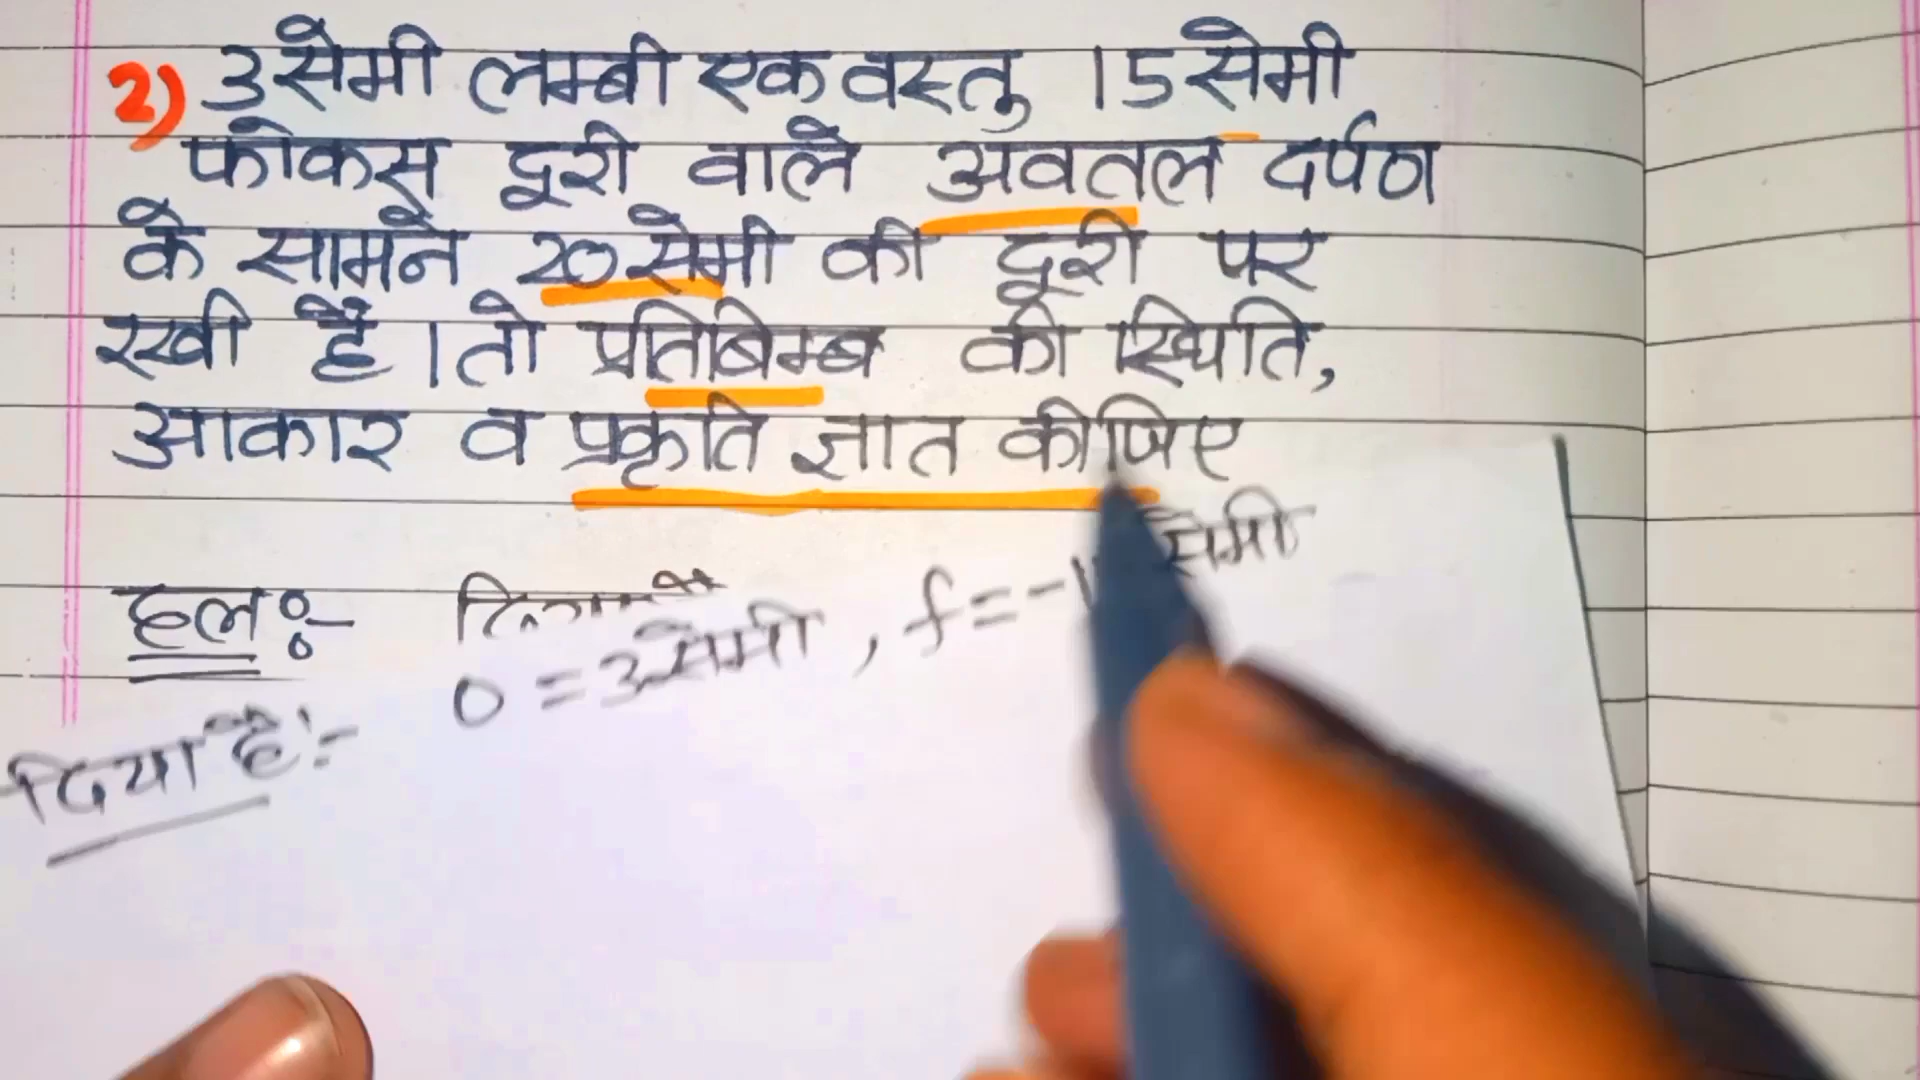 2) 3सेमी लम्बी एक वस्तु 15सेमी
फोकस दूरी वाले अवतल दर्पण
के सामने 20सेमी की दूरी पर
रखी है। तो प्रतिबिम्ब की स्थिति,
आकार व प्रकृति ज्ञात कीजिए
हलः-
दिया है:- O = 3सेमी, f = -1 सेमी